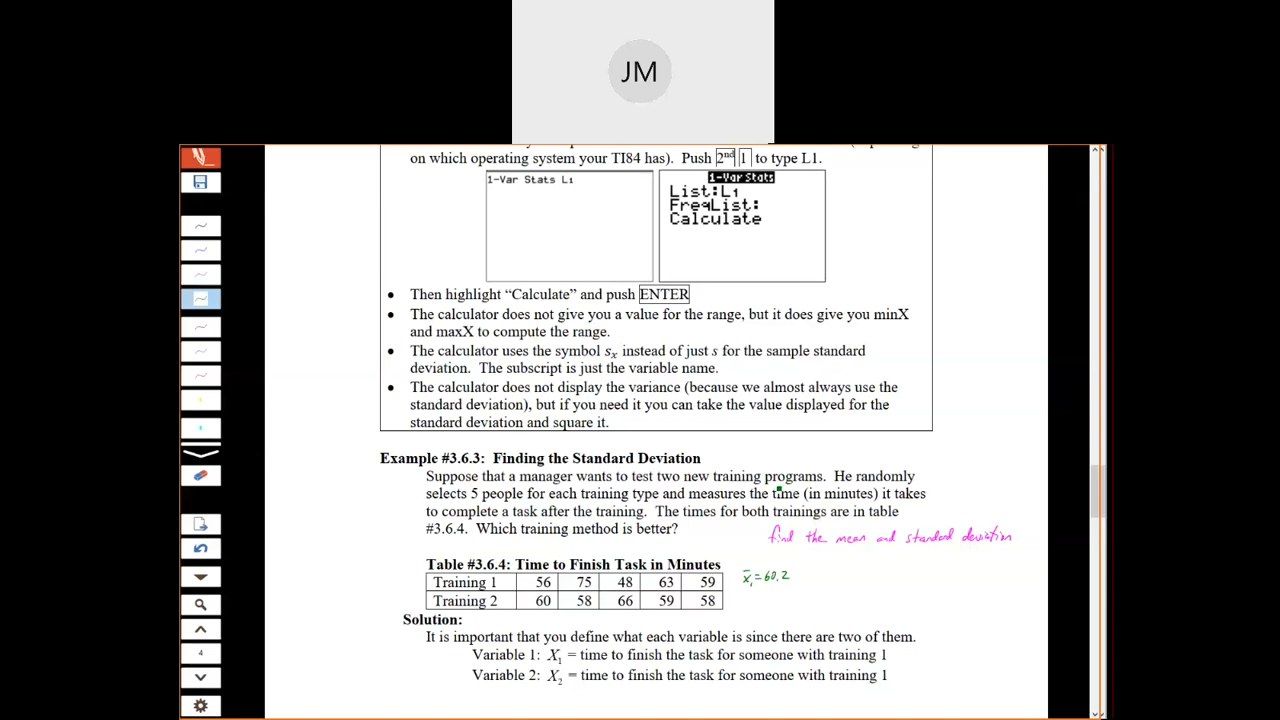 JM
on which operating system your TI84 has). Push 2nd 1 to type L1.
1-Var Stats L1
1-Var Stats
List:L1
FreqList:
Calculate
• Then highlight “Calculate” and push ENTER
• The calculator does not give you a value for the range, but it does give you minX
and maxX to compute the range.
• The calculator uses the symbol sx instead of just s for the sample standard
deviation. The subscript is just the variable name.
• The calculator does not display the variance (because we almost always use the
standard deviation), but if you need it you can take the value displayed for the
standard deviation and square it.
Example #3.6.3: Finding the Standard Deviation
Suppose that a manager wants to test two new training programs. He randomly
selects 5 people for each training type and measures the time (in minutes) it takes
to complete a task after the training. The times for both trainings are in table
#3.6.4. Which training method is better?
find the mean and standard deviation
Table #3.6.4: Time to Finish Task in Minutes
Training 1 56 75 48 63 59
x̄1=60.2
Training 2 60 58 66 59 58
Solution:
It is important that you define what each variable is since there are two of them.
Variable 1: X1 = time to finish the task for someone with training 1
Variable 2: X2 = time to finish the task for someone with training 1
4